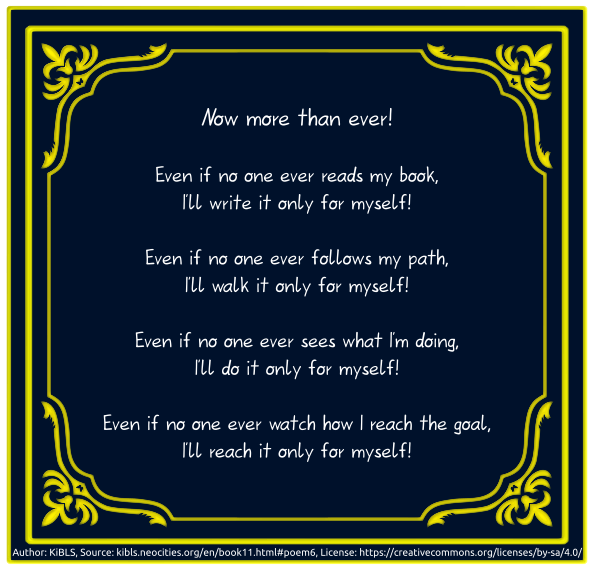 Now more than ever!
Even if no one ever reads my book,
I'll write it only for myself!
Even if no one ever follows my path,
I'll walk it only for myself!
Even if no one ever sees what I'm doing,
I'll do it only for myself!
Even if no one ever watch how I reach the goal,
I'll reach it only for myself!
Author: KiBLS, Source: kibls.neocities.org/en/book11.html#poem6, License: https://creativecommons.org/licenses/by-sa/4.0/